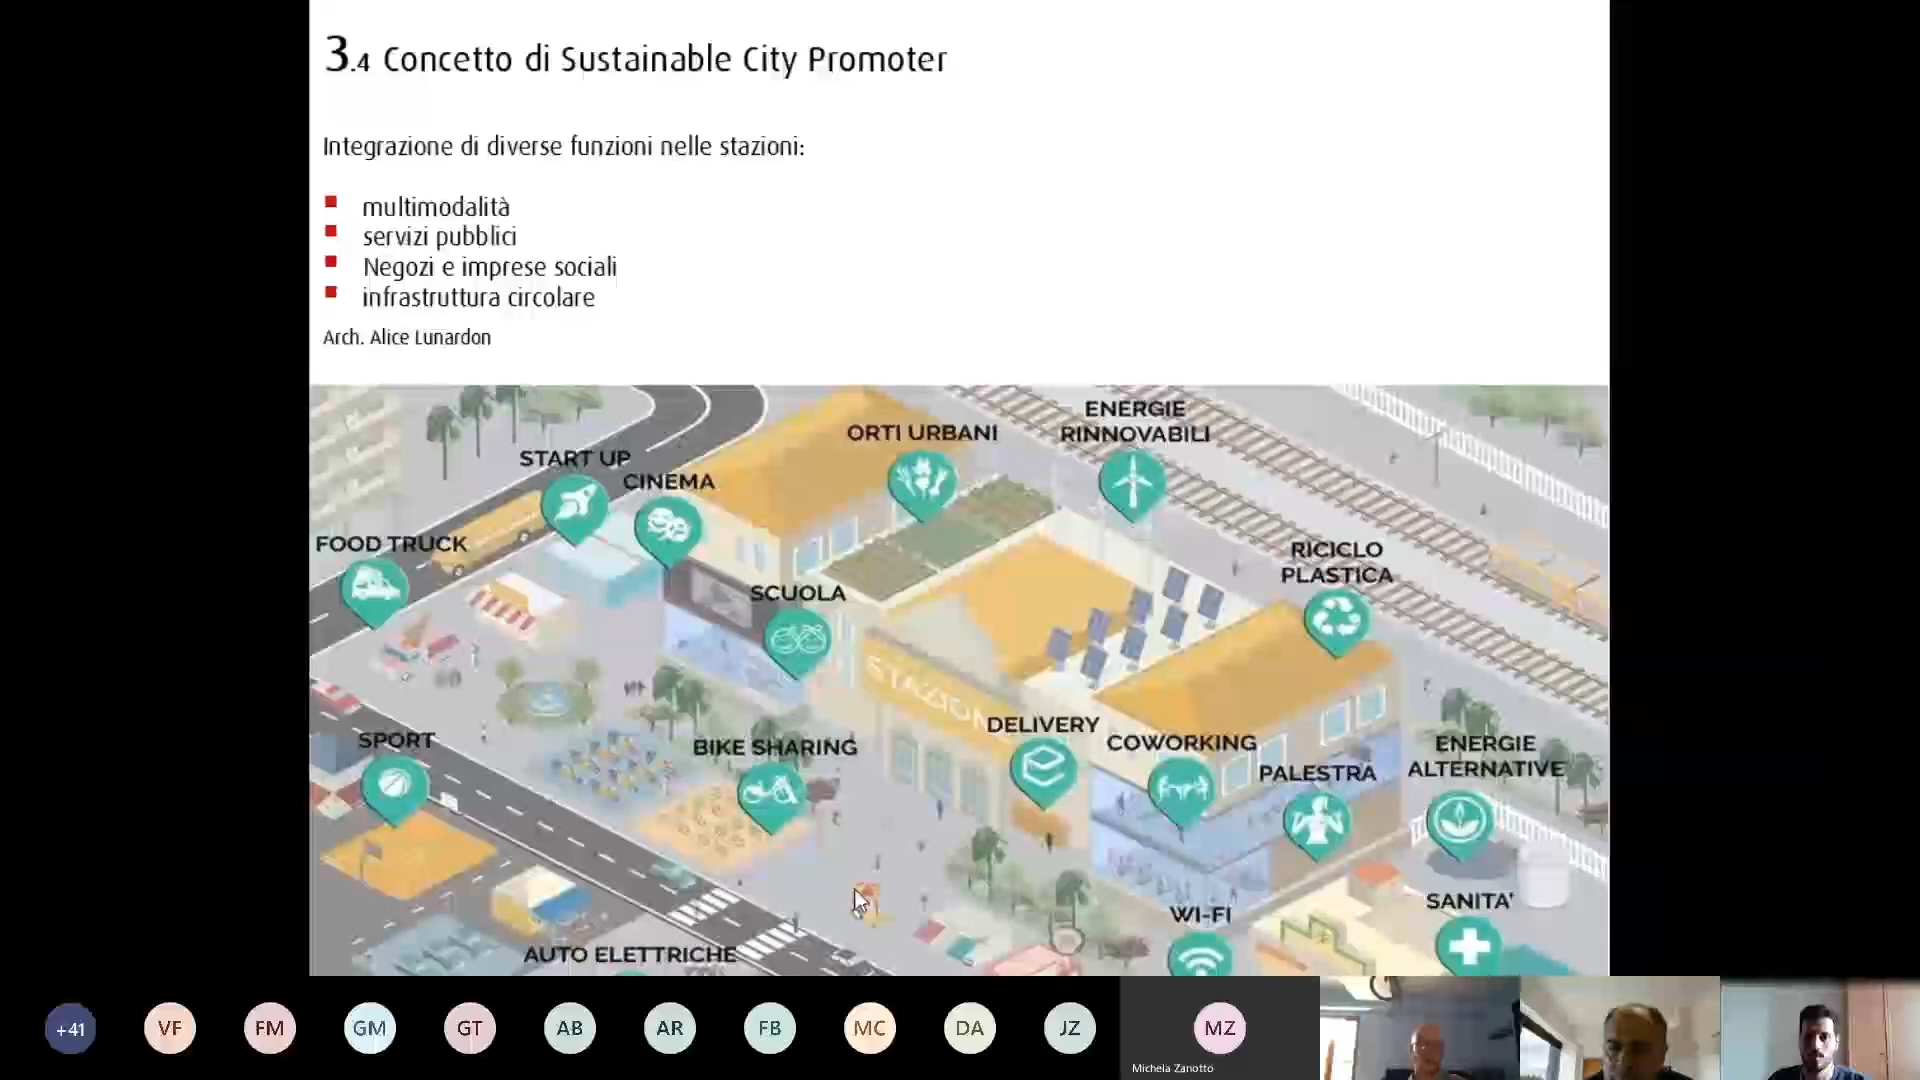 3.4 Concetto di Sustainable City Promoter
Integrazione di diverse funzioni nelle stazioni:
multimodalità
servizi pubblici
Negozi e imprese sociali
infrastruttura circolare
Arch. Alice Lunardon
ENERGIE
RINNOVABILI
ORTI URBANI
START UP
CINEMA
FOOD TRUCK
RICICLO
PLASTICA
SCUOLA
STAZION
DELIVERY
SPORT
BIKE SHARING
COWORKING
ENERGIE
ALTERNATIVE
PALESTRA
SANITA'
WI-FI
AUTO ELETTRICHE
+41
VF
FM
GM
GT
AB
AR
FB
MC
DA
JZ
MZ
Michela Zanotto